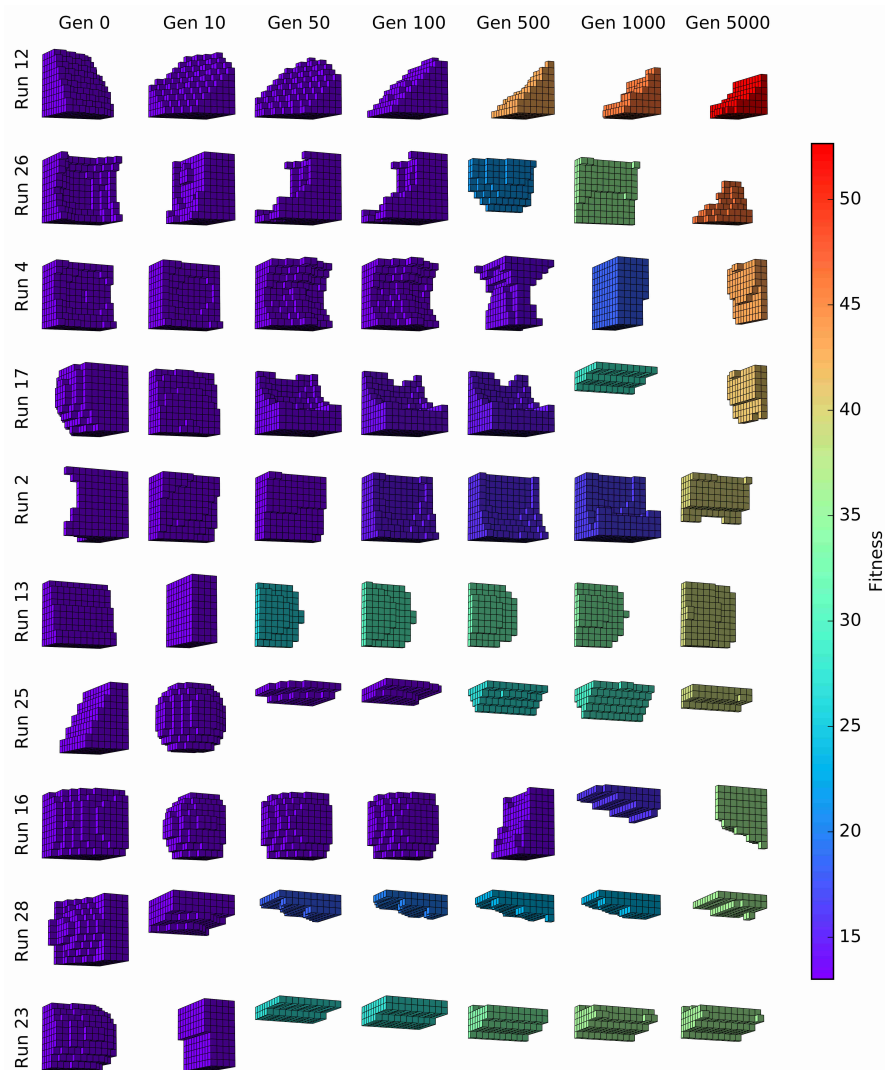 Gen 0 Gen 10 Gen 50 Gen 100 Gen 500 Gen 1000 Gen 5000
Run 12
Run 26
Run 4
Run 17
Run 2
Run 13
Run 25
Run 16
Run 28
Run 23
50
45
40
35
30
25
20
15
Fitness